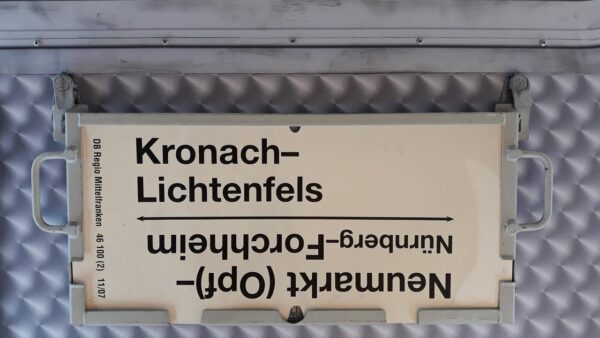 Kronach–
Lichtenfels
Neumarkt (Opf)–
Nürnberg–Forchheim
DB Regio Mittelfranken 46 100 (2) 11/07